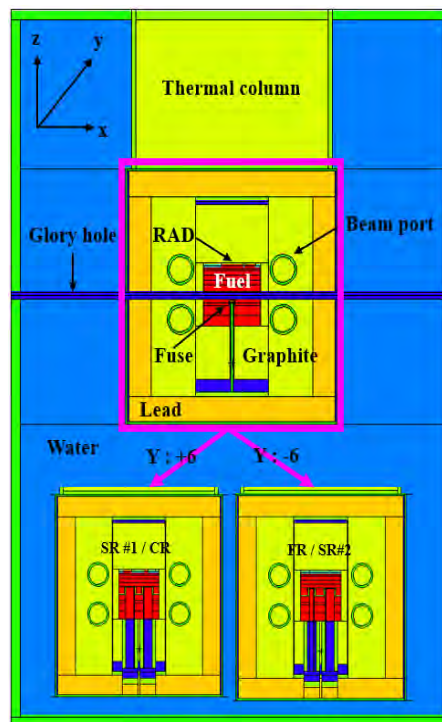 z
y
x
Thermal column
Glory hole
RAD
Beam port
Fuel
Fuse
Graphite
Lead
Water
Y : +6
Y : -6
SR #1 / CR
FR / SR#2